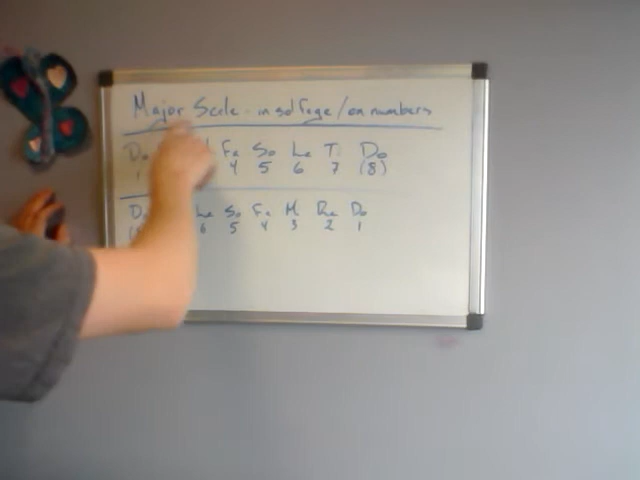 Major Scale - in solfege / on numbers
Do Fa So La Ti Do
1 4 5 6 7 (8)
Do La So Fa Mi Re Do
6 5 4 3 2 1